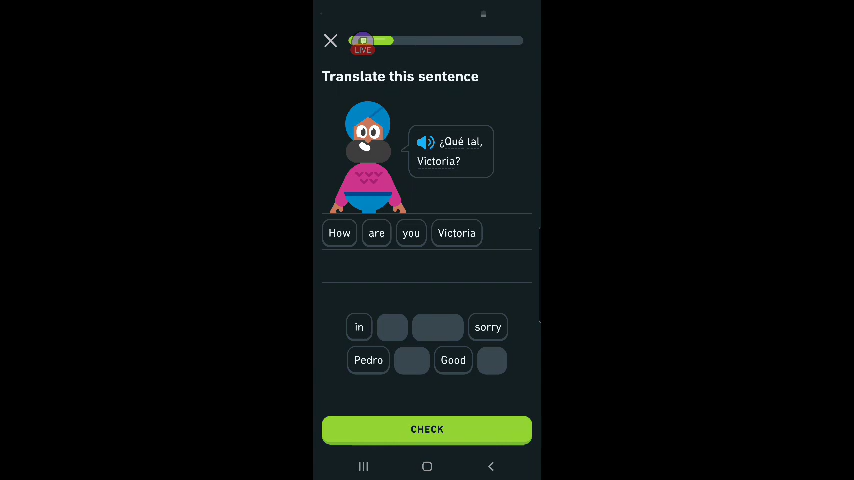 LIVE
Translate this sentence
¿Qué tal,
Victoria?
How are you Victoria
in sorry
Pedro Good
CHECK